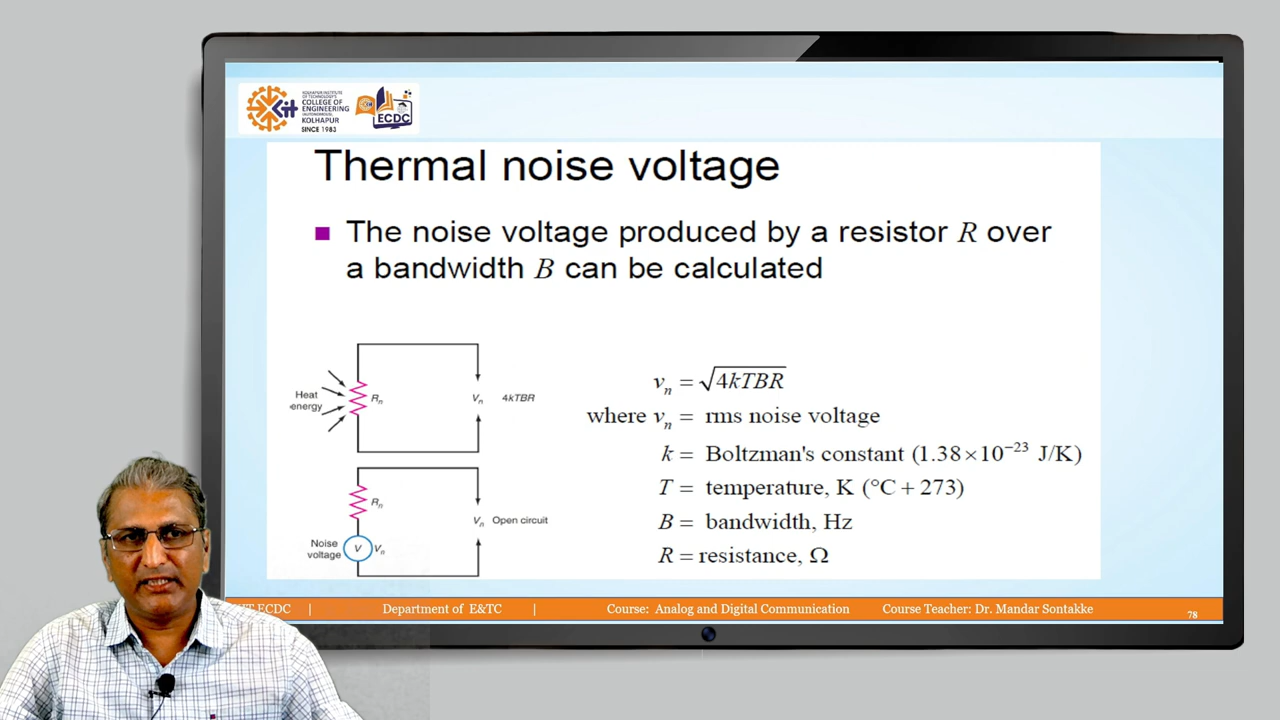 KOLHAPUR INSTITUTE
OF TECHNOLOGY'S
COLLEGE OF
ENGINEERING
(AUTONOMOUS),
KOLHAPUR
SINCE 1983
ECDC
Thermal noise voltage
The noise voltage produced by a resistor R over
a bandwidth B can be calculated
Heat
energy
Rn
Vn
4kTBR
Rn
Vn
Open circuit
Noise
voltage
V
Vn
vn = √4kTBR
where vn = rms noise voltage
k = Boltzman's constant (1.38×10⁻²³ J/K)
T = temperature, K (°C + 273)
B = bandwidth, Hz
R = resistance, Ω
ECDC | Department of E&TC | Course: Analog and Digital Communication Course Teacher: Dr. Mandar Sontakke
78